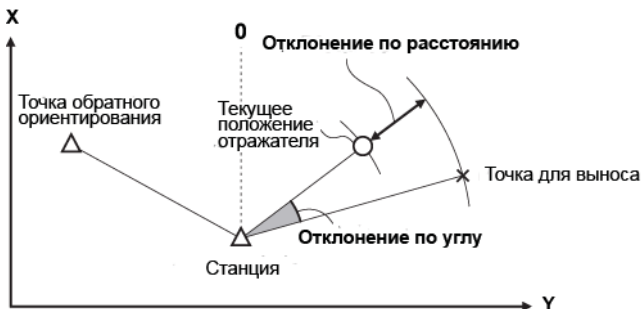 X
0
Отклонение по расстоянию
Точка обратного
ориентирования
Текущее
положение
отражателя
Точка для выноса
Отклонение по углу
Станция
Y